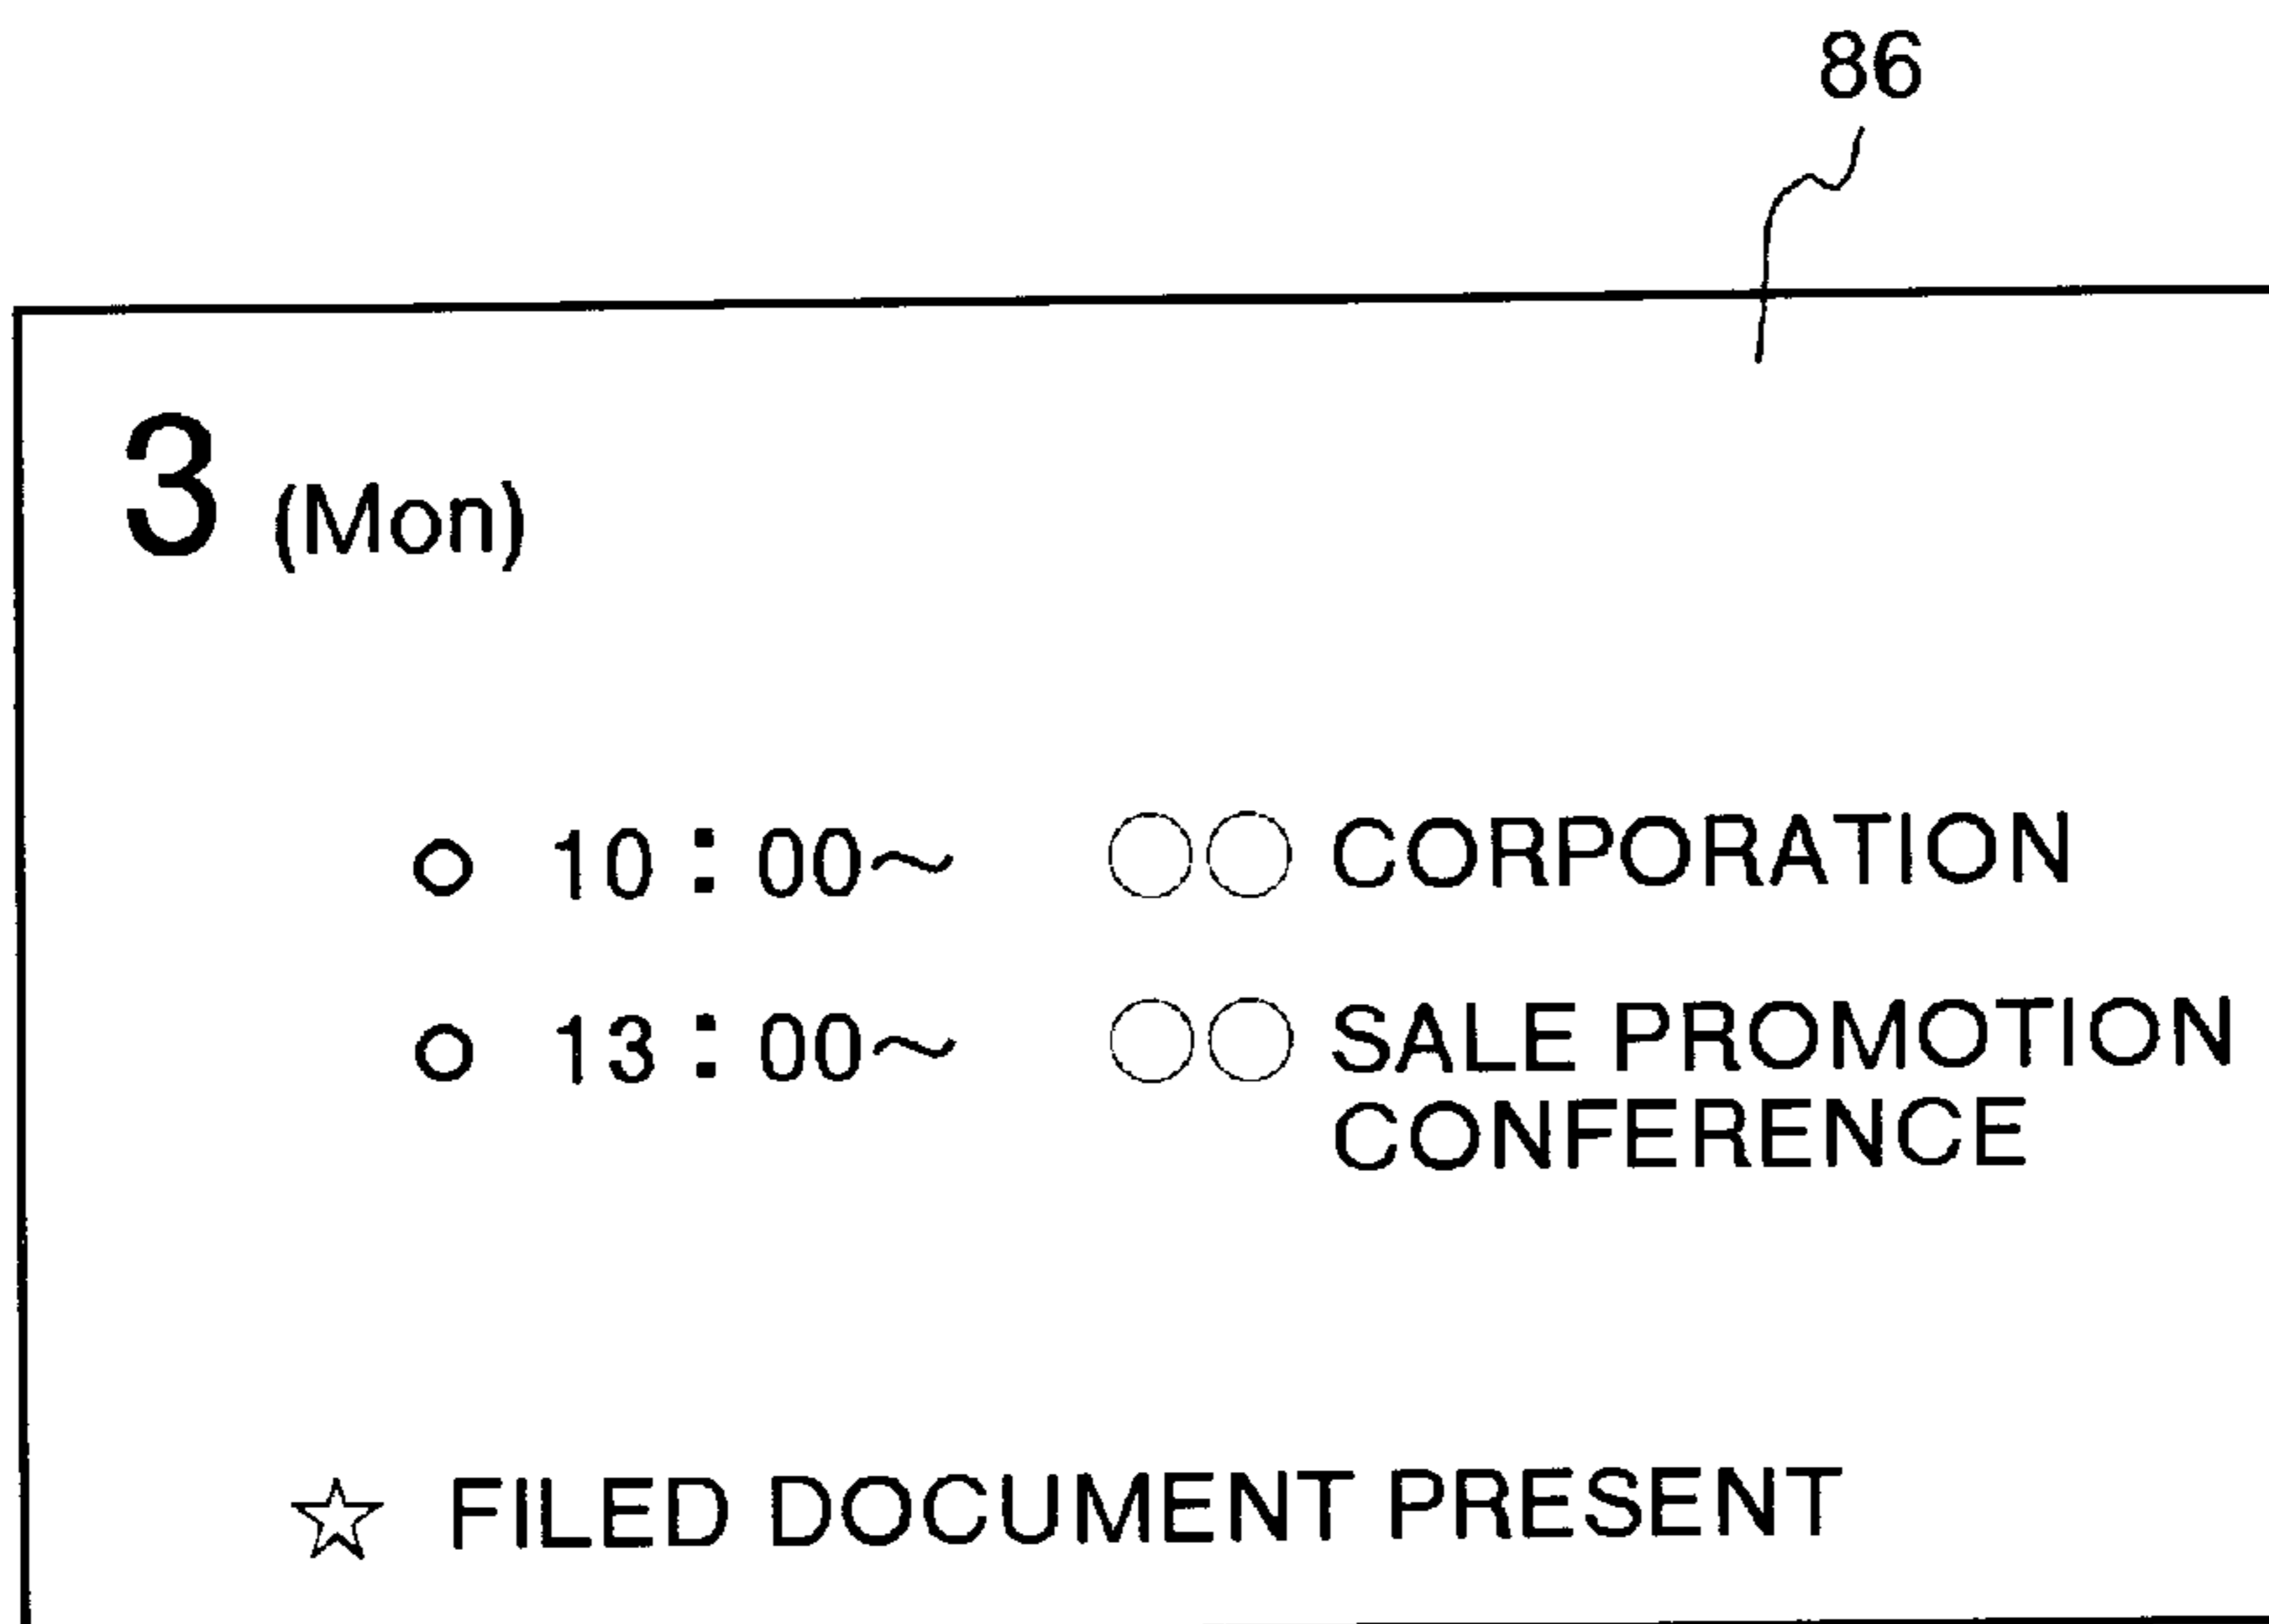 86
3 (Mon)
○ 10:00～ ○○ CORPORATION
○ 13:00～ ○○ SALE PROMOTION
CONFERENCE
☆ FILED DOCUMENT PRESENT